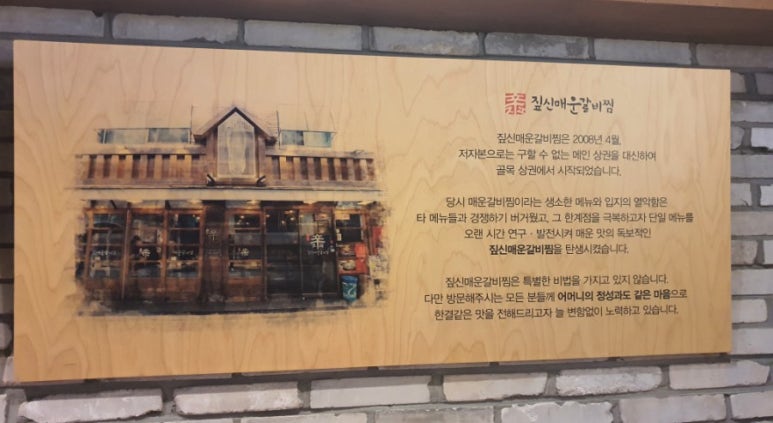 짚신매운갈비찜
짚신매운갈비찜은 2008년 4월,
저자본으로는 구할 수 없는 메인 상권을 대신하여
골목 상권에서 시작되었습니다.
당시 매운갈비찜이라는 생소한 메뉴와 입지의 열악함은
타 메뉴들과 경쟁하기 버거웠고, 그 한계점을 극복하고자 단일 메뉴를
오랜 시간 연구 · 발전시켜 매운 맛의 독보적인
짚신매운갈비찜을 탄생시켰습니다.
짚신매운갈비찜은 특별한 비법을 가지고 있지 않습니다.
다만 방문해주시는 모든 분들께 어머니의 정성과도 같은 마음으로
한결같은 맛을 전해드리고자 늘 변함없이 노력하고 있습니다.